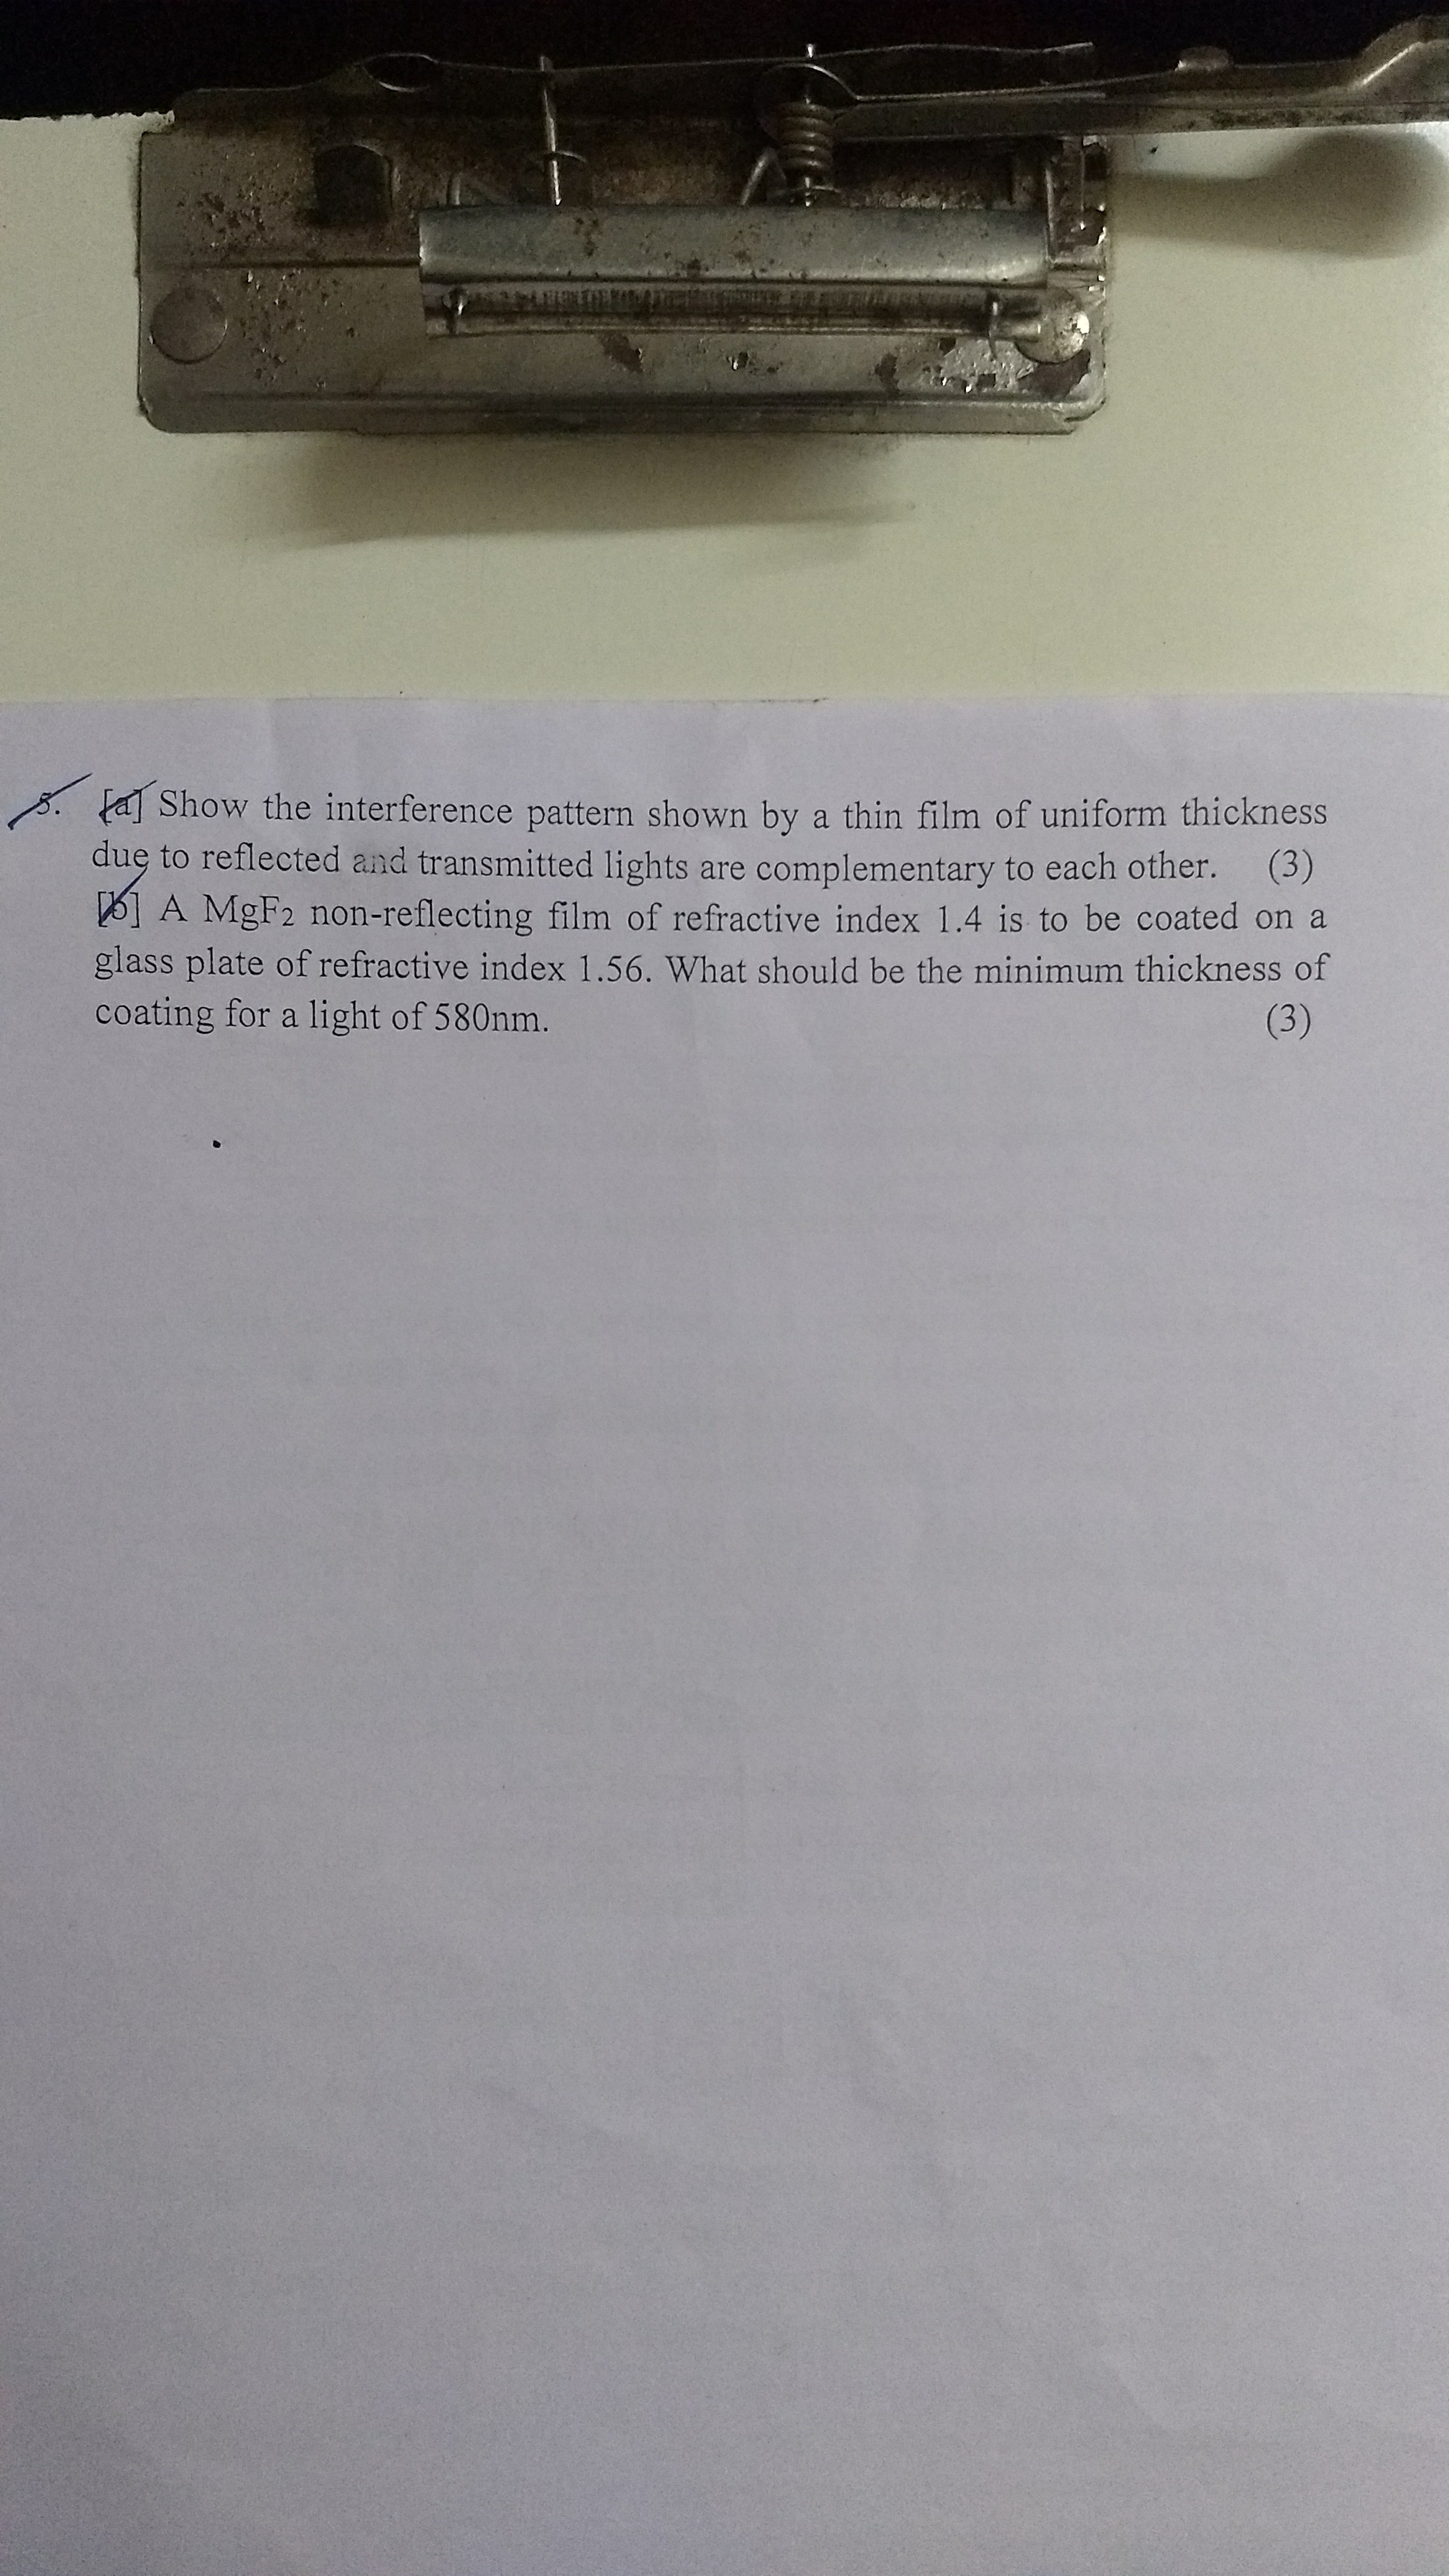 5. [a] Show the interference pattern shown by a thin film of uniform thickness
due to reflected and transmitted lights are complementary to each other. (3)
[b] A MgF2 non-reflecting film of refractive index 1.4 is to be coated on a
glass plate of refractive index 1.56. What should be the minimum thickness of
coating for a light of 580nm. (3)